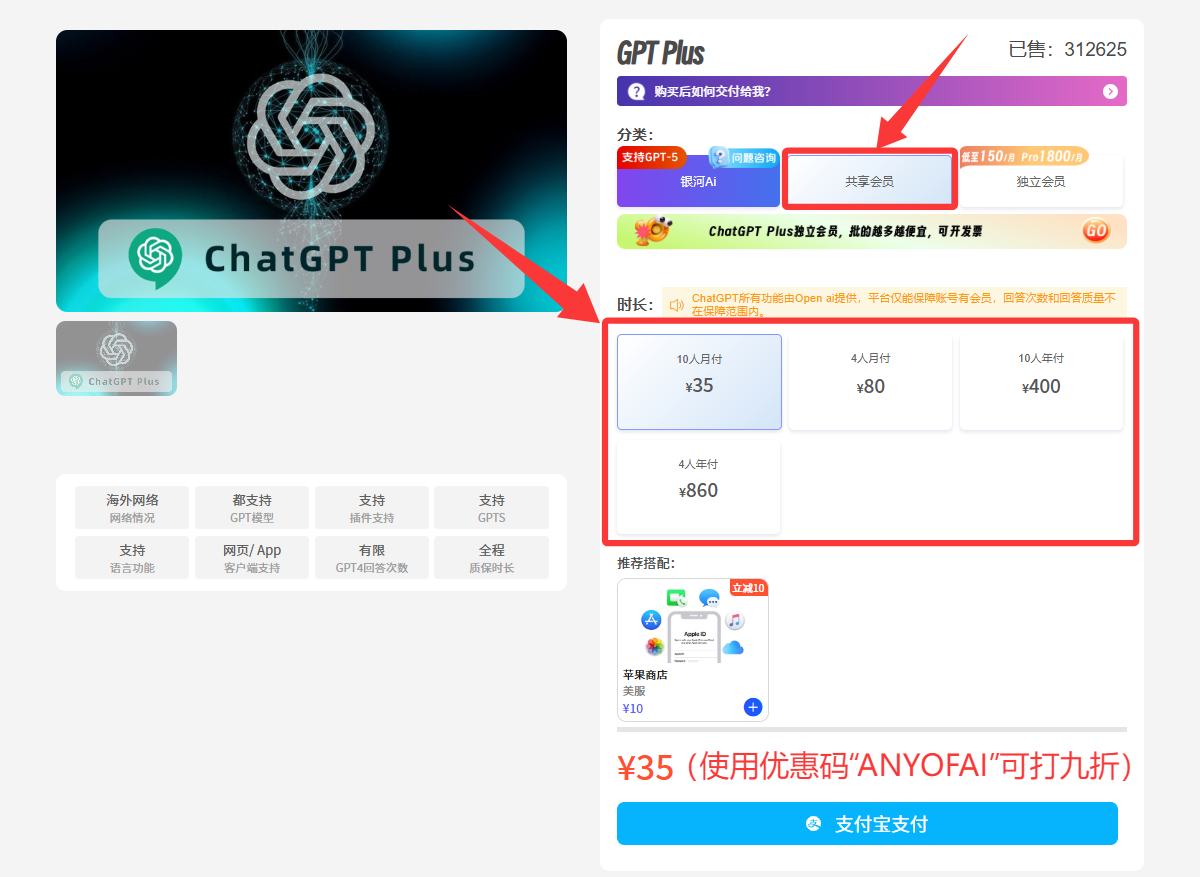 ChatGPT Plus
ChatGPT Plus
海外网络
网络情况
都支持
GPT模型
支持
插件支持
支持
GPTS
支持
语言功能
网页/ App
客户端支持
有限
GPT4回答次数
全程
质保时长
GPT Plus
已售：312625
购买后如何交付给我?
分类：
支持GPT-5
问题咨询
银河Ai
共享会员
低至150/月 Pro1800/月
独立会员
ChatGPT Plus独立会员，批的越多越便宜，可开发票
GO
时长：
ChatGPT所有功能由Open ai提供，平台仅能保障账号有会员，回答次数和回答质量不
在保障范围内。
10人月付
¥35
4人月付
¥80
10人年付
¥400
4人年付
¥860
推荐搭配：
立减10
Apple ID
苹果商店
美服
¥10
¥35（使用优惠码“ANYOFAI”可打九折）
支付宝支付